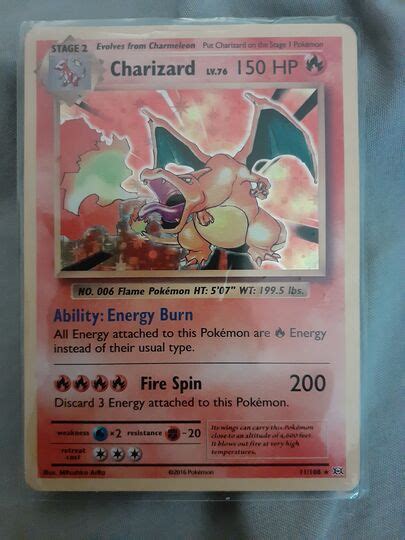 STAGE 2 Evolves from Charmeleon Put Charizard on the Stage 1 Pokémon
Charizard LV.76 150 HP
NO. 006 Flame Pokémon HT: 5'07" WT: 199.5 lbs.
Ability: Energy Burn
All Energy attached to this Pokémon are Energy
instead of their usual type.
Fire Spin 200
Discard 3 Energy attached to this Pokémon.
weakness ×2 resistance -20
retreat
cost
Its wings can carry this Pokémon
close to an altitude of 4,600 feet.
It blows out fire at very high
temperatures.
Illus. Mitsuhiro Arita
©2016 Pokémon
11/108